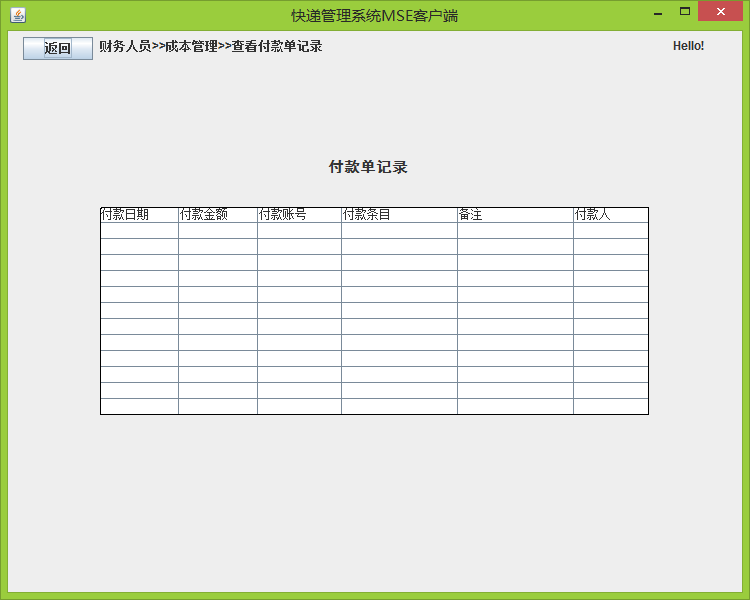 快递管理系统MSE客户端
返回 财务人员>>成本管理>>查看付款单记录 Hello!
付款单记录
付款日期 付款金额 付款账号 付款条目 备注 付款人